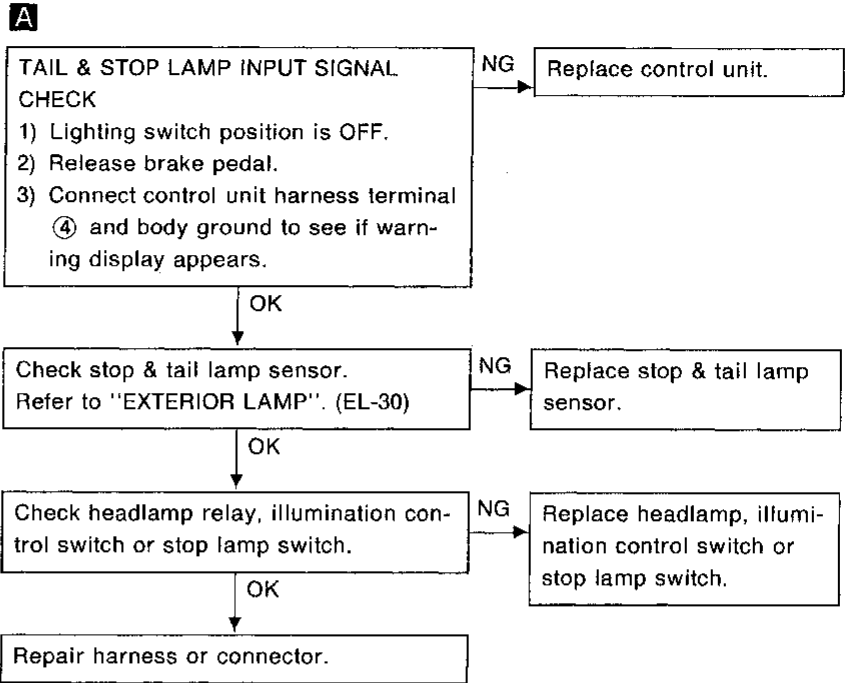 A
TAIL & STOP LAMP INPUT SIGNAL
CHECK
1) Lighting switch position is OFF.
2) Release brake pedal.
3) Connect control unit harness terminal
④ and body ground to see if warn-
ing display appears.
NG
Replace control unit.
OK
Check stop & tail lamp sensor.
Refer to "EXTERIOR LAMP". (EL-30)
NG
Replace stop & tail lamp
sensor.
OK
Check headlamp relay, illumination con-
trol switch or stop lamp switch.
NG
Replace headlamp, illumi-
nation control switch or
stop lamp switch.
OK
Repair harness or connector.